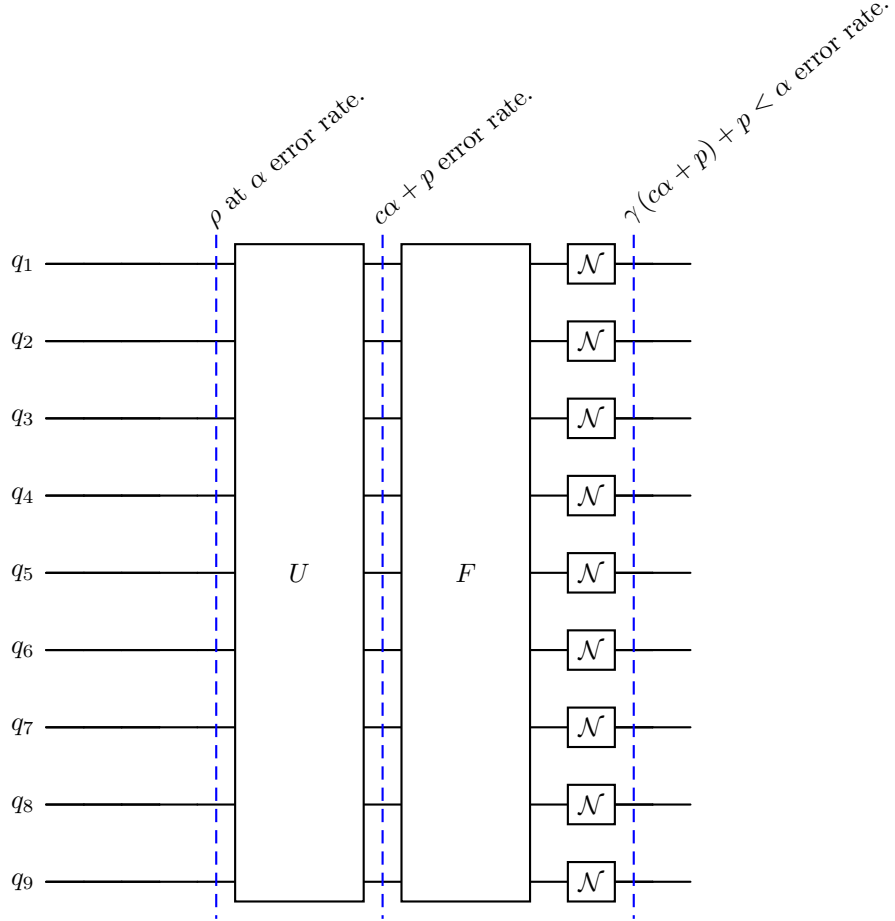 ρ at α error rate.
cα + p error rate.
γ (cα + p) + p < α error rate.
q₁ 𝒩
q₂ 𝒩
q₃ 𝒩
q₄ 𝒩
q₅ U F 𝒩
q₆ 𝒩
q₇ 𝒩
q₈ 𝒩
q₉ 𝒩